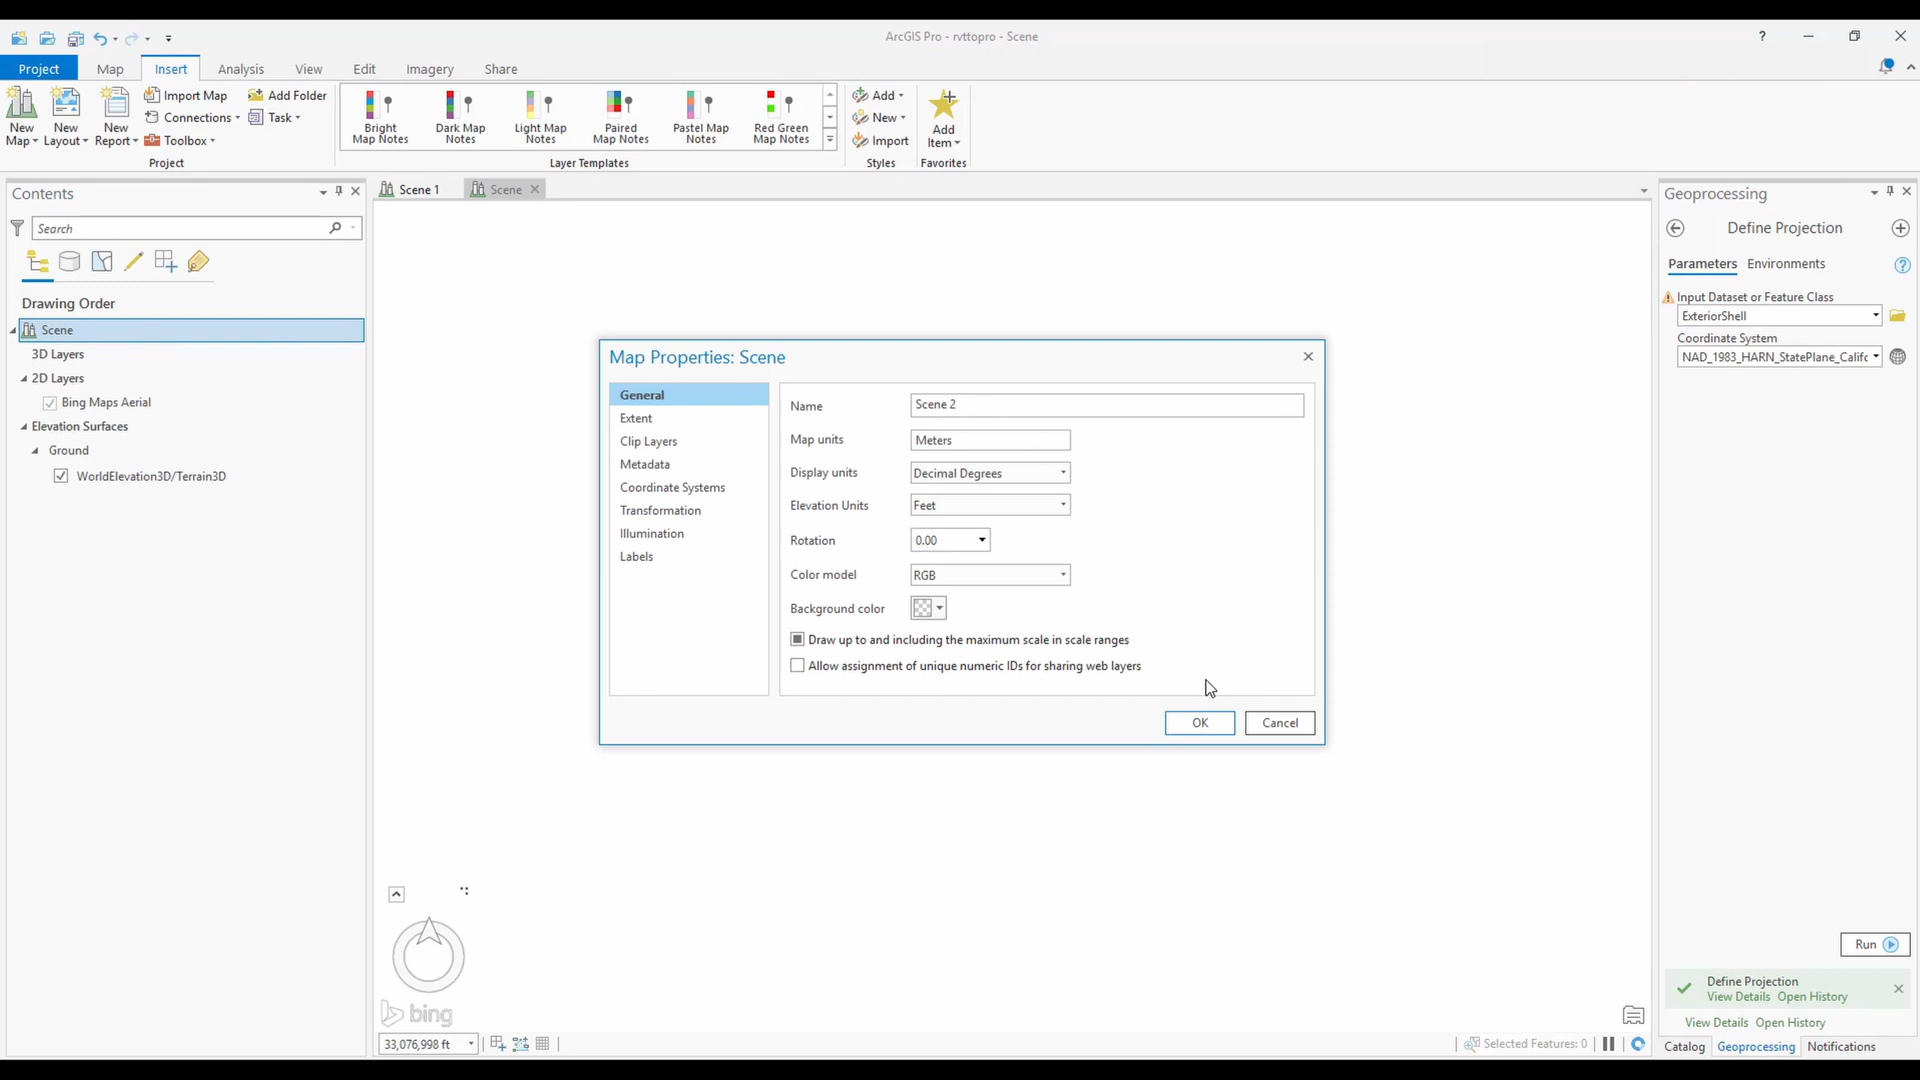 ArcGIS Pro - rvttopro - Scene
?
Project
Map
Insert
Analysis
View
Edit
Imagery
Share
New
Map
New
Layout
New
Report
Import Map
Connections
Toolbox
Add Folder
Task
Project
Bright
Map Notes
Dark Map
Notes
Light Map
Notes
Paired
Map Notes
Pastel Map
Notes
Red Green
Map Notes
Layer Templates
Add
New
Import
Styles
Add
Item
Favorites
Contents
Search
Drawing Order
Scene
3D Layers
2D Layers
Bing Maps Aerial
Elevation Surfaces
Ground
WorldElevation3D/Terrain3D
Scene 1
Scene
Map Properties: Scene
General
Extent
Clip Layers
Metadata
Coordinate Systems
Transformation
Illumination
Labels
Name
Scene 2
Map units
Meters
Display units
Decimal Degrees
Elevation Units
Feet
Rotation
0.00
Color model
RGB
Background color
Draw up to and including the maximum scale in scale ranges
Allow assignment of unique numeric IDs for sharing web layers
OK
Cancel
bing
33,076,998 ft
Selected Features: 0
Geoprocessing
Define Projection
Parameters
Environments
?
Input Dataset or Feature Class
ExteriorShell
Coordinate System
NAD_1983_HARN_StatePlane_Califc
Run
Define Projection
View Details Open History
View Details Open History
Catalog
Geoprocessing
Notifications